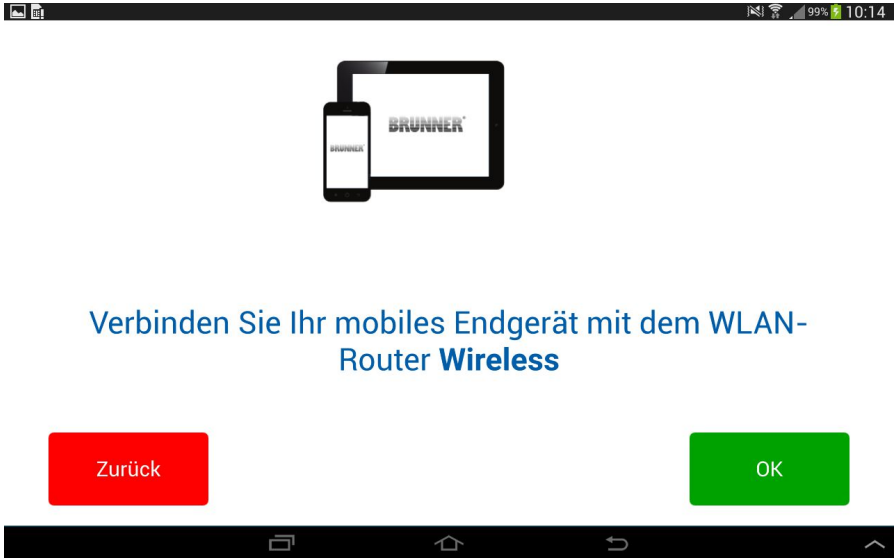 99% 10:14
BRUNNER®
BRUNNER
Verbinden Sie Ihr mobiles Endgerät mit dem WLAN-
Router Wireless
Zurück
OK